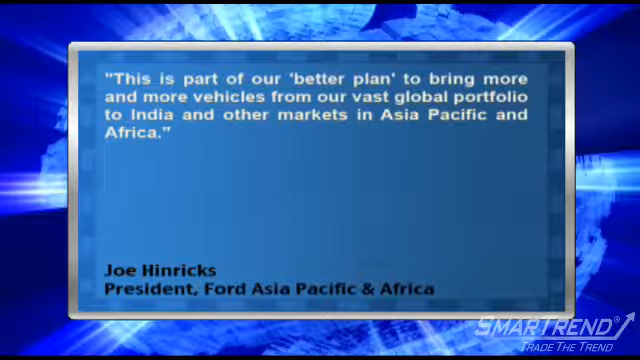 "This is part of our 'better plan' to bring more
and more vehicles from our vast global portfolio
to India and other markets in Asia Pacific and
Africa."
Joe Hinricks
President, Ford Asia Pacific & Africa
SMARTREND®
TRADE THE TREND